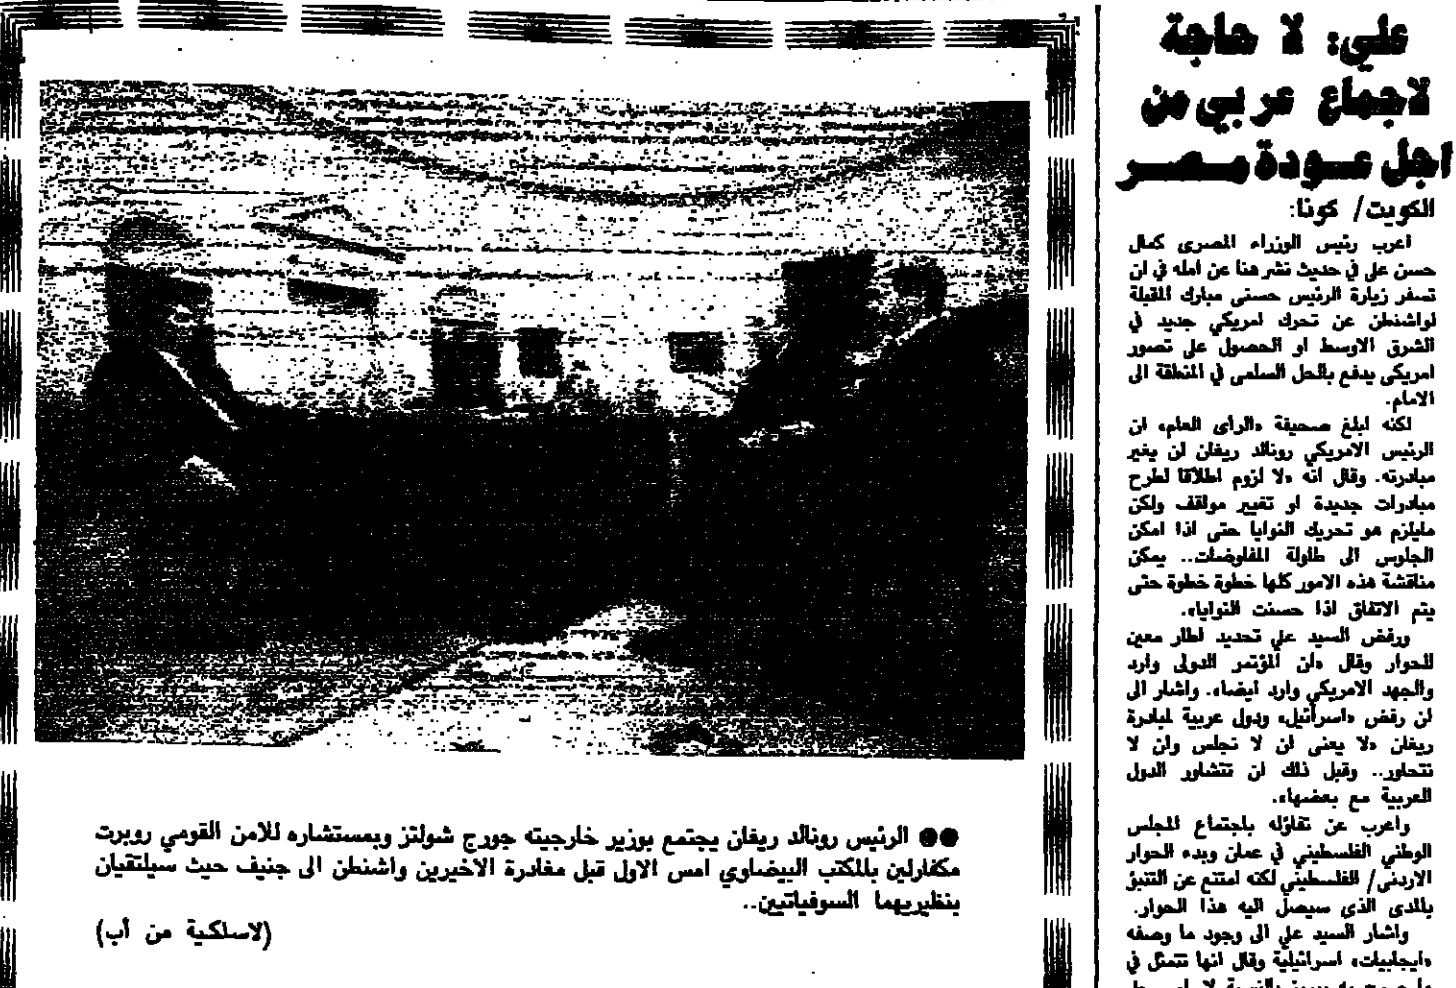 علي: لا حاجة
لاجماع عربي من
اجل عودة مصر
الكويت/ كونا:
اعرب رئيس الوزراء المصرى كمال
حسن علي في حديث نشر هنا عن امله في ان
تسفر زيارة الرئيس حسنى مبارك المقبلة
لواشنطن عن تحرك امريكي جديد في
الشرق الاوسط او الحصول على تصور
امريكى يدفع بالحل السلمى في المنطقة الى
الامام.
لكنه ابلغ صحيفة «الرأى العام» ان
الرئيس الامريكي رونالد ريغان لن يغير
مبادرته. وقال انه «لا لزوم اطلاقا لطرح
مبادرات جديدة او تغيير مواقف ولكن
مايلزم هو تحريك النوايا حتى اذا امكن
الجلوس الى طاولة المفاوضات.. يمكن
مناقشة هذه الامور كلها خطوة خطوة حتى
يتم الاتفاق اذا حسنت النوايا».
ورفض السيد علي تحديد اطار معين
للحوار وقال «ان المؤتمر الدولى وارد
والجهد الامريكي وارد ايضا». واشار الى
ان رفض «اسرائيل» ودول عربية لمبادرة
ريغان «لا يعنى ان لا نجلس وان لا
نتحاور.. وقبل ذلك ان تتشاور الدول
العربية مع بعضها».
واعرب عن تفاؤله باجتماع المجلس
الوطني الفلسطيني في عمان وبدء الحوار
الاردنى/ الفلسطيني لكنه امتنع عن التنبؤ
بالمدى الذى سيصل اليه هذا الحوار.
واشار السيد علي الى وجود ما وصفه
«ايجابيات» اسرائيلية وقال انها تتمثل في
●● الرئيس رونالد ريغان يجتمع بوزير خارجيته جورج شولتز وبمستشاره للامن القومي روبرت
مكفارلين بالمكتب البيضاوي امس الاول قبل مغادرة الاخيرين واشنطن الى جنيف حيث سيلتقيان
بنظيريهما السوفياتيين..
(لاسلكية من أب)